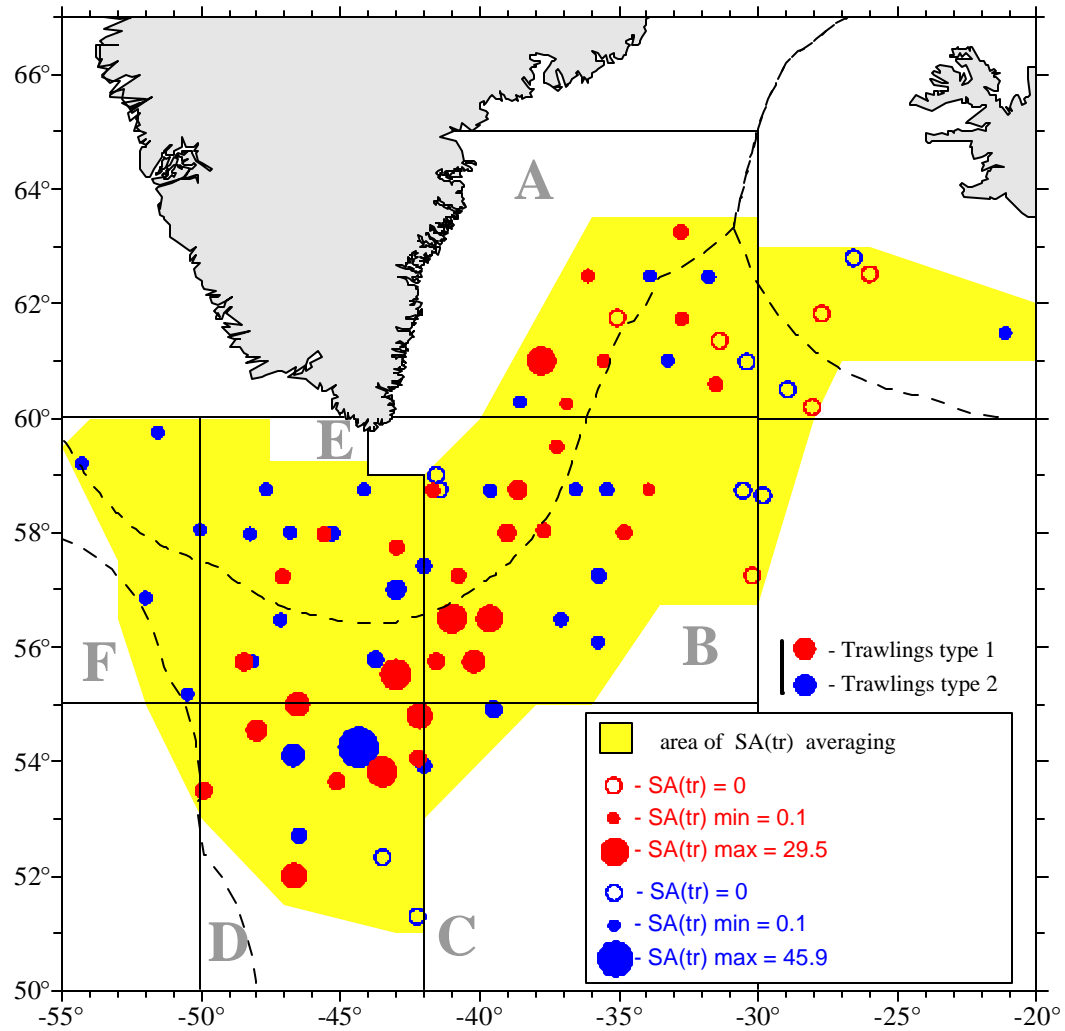 66°
A
64°
62°
60°
E
58°
F
B
- Trawlings type 1
56°
- Trawlings type 2
area of SA(tr) averaging
54°
- SA(tr) = 0
- SA(tr) min = 0.1
- SA(tr) max = 29.5
52°
- SA(tr) = 0
D
C
- SA(tr) min = 0.1
- SA(tr) max = 45.9
50°
-55° -50° -45° -40° -35° -30° -25° -20°